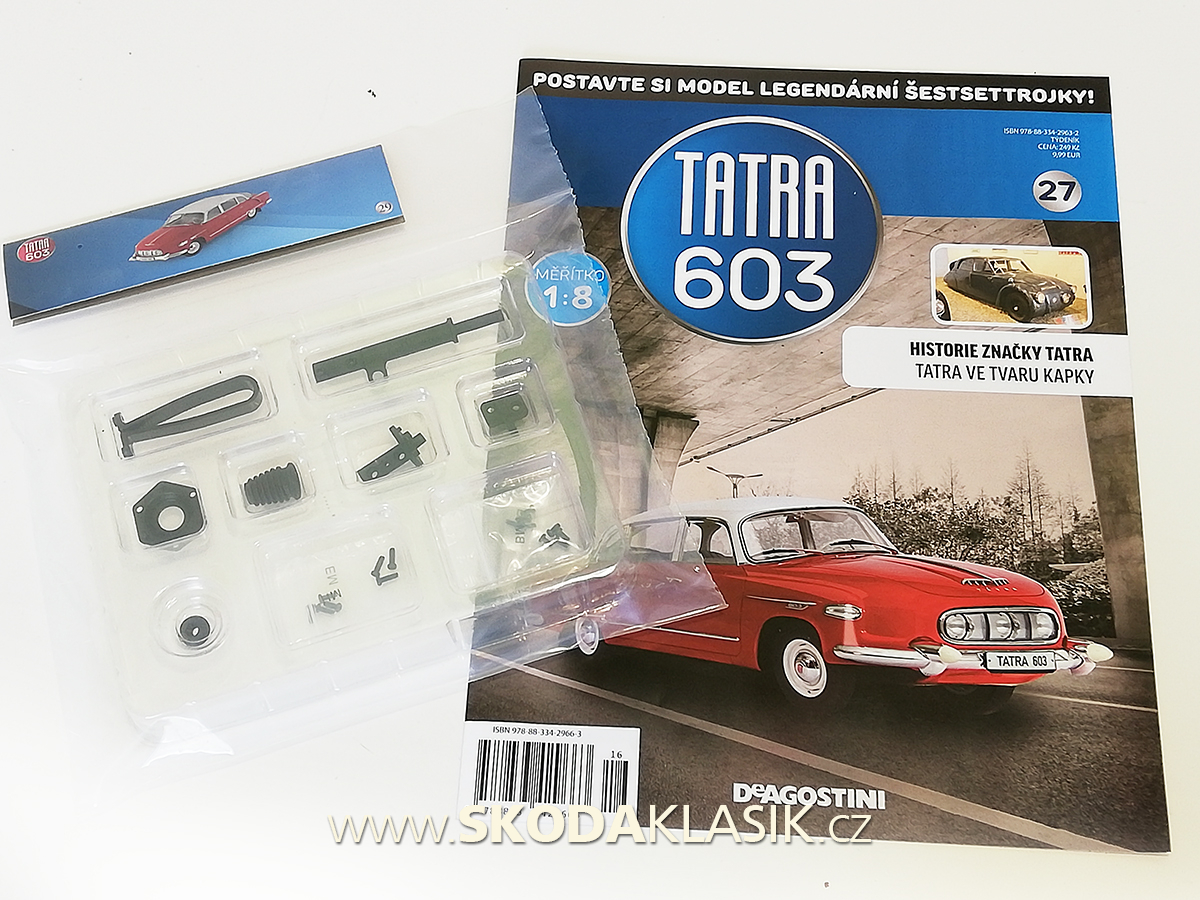 POSTAVTE SI MODEL LEGENDÁRNÍ ŠESTSETTROJKY!
ISBN 978-88-334-2963-2
TÝDENÍK
CENA: 249 Kč
9,99 EUR
27
TATRA
603
MĚŘÍTKO
1:8
HISTORIE ZNAČKY TATRA
TATRA VE TVARU KAPKY
TATRA
603
29
EW
B
TATRA 603
ISBN 978-88-334-2966-3
16
DeAGOSTINI
WWW.SKODAKLASIK.CZ